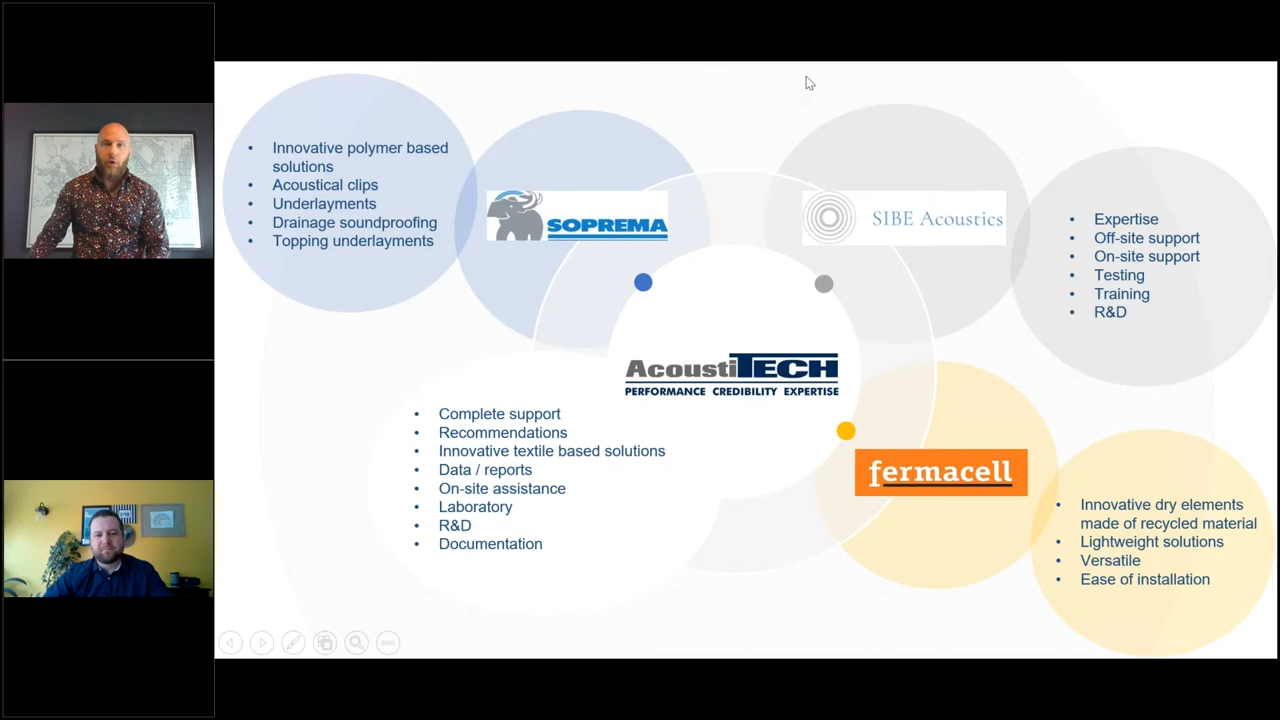 • Innovative polymer based
solutions
• Acoustical clips
• Underlayments
• Drainage soundproofing
• Topping underlayments
SOPREMA
SIBE Acoustics
• Expertise
• Off-site support
• On-site support
• Testing
• Training
• R&D
AcoustiTECH
PERFORMANCE CREDIBILITY EXPERTISE
• Complete support
• Recommendations
• Innovative textile based solutions
• Data / reports
• On-site assistance
• Laboratory
• R&D
• Documentation
fermacell
• Innovative dry elements
made of recycled material
• Lightweight solutions
• Versatile
• Ease of installation